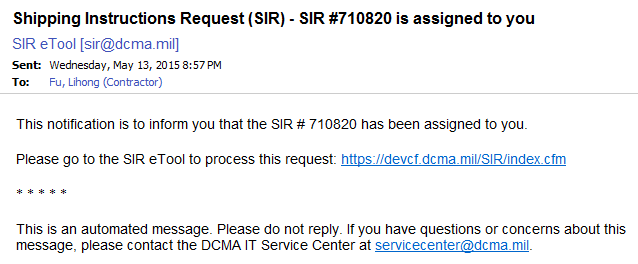 Shipping Instructions Request (SIR) - SIR #710820 is assigned to you
SIR eTool [sir@dcma.mil]
Sent: Wednesday, May 13, 2015 8:57 PM
To: Fu, Lihong (Contractor)
This notification is to inform you that the SIR # 710820 has been assigned to you.
Please go to the SIR eTool to process this request: https://devcf.dcma.mil/SIR/index.cfm
* * * * *
This is an automated message. Please do not reply. If you have questions or concerns about this
message, please contact the DCMA IT Service Center at servicecenter@dcma.mil.